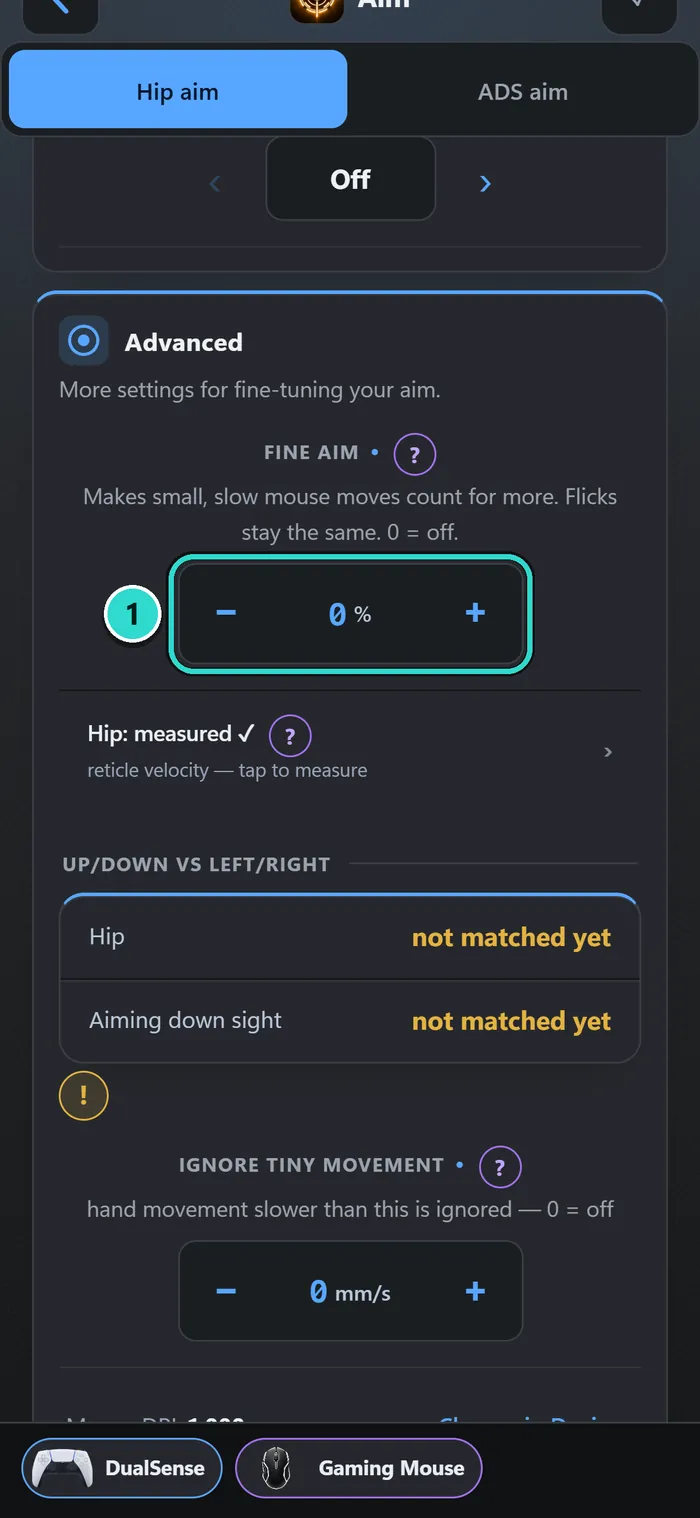 Aim
Hip aim
ADS aim
Off
Advanced
More settings for fine-tuning your aim.
FINE AIM • ?
Makes small, slow mouse moves count for more. Flicks
stay the same. 0 = off.
1
− 0 % +
Hip: measured ✓ ?
reticle velocity — tap to measure
UP/DOWN VS LEFT/RIGHT
Hip not matched yet
Aiming down sight not matched yet
!
IGNORE TINY MOVEMENT • ?
hand movement slower than this is ignored — 0 = off
− 0 mm/s +
DualSense
Gaming Mouse